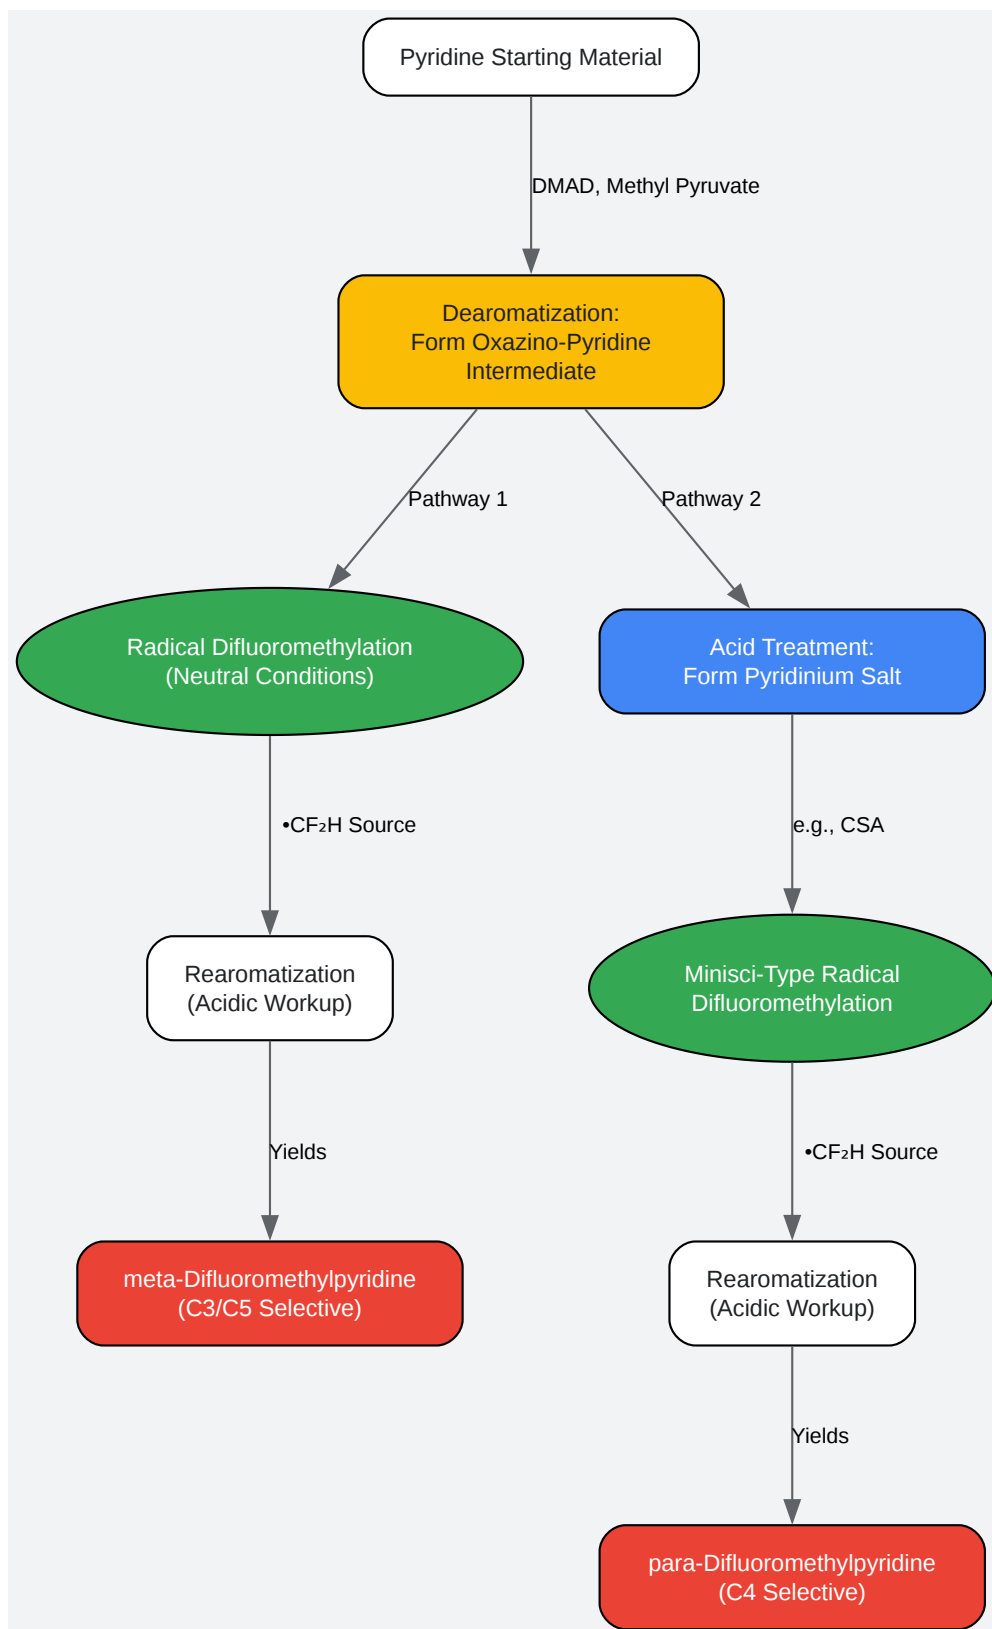 Pyridine Starting Material
DMAD, Methyl Pyruvate
Dearomatization:
Form Oxazino-Pyridine
Intermediate
Pathway 1
Pathway 2
Radical Difluoromethylation
(Neutral Conditions)
Acid Treatment:
Form Pyridinium Salt
•CF₂H Source
e.g., CSA
Rearomatization
(Acidic Workup)
Minisci-Type Radical
Difluoromethylation
Yields
•CF₂H Source
meta-Difluoromethylpyridine
(C3/C5 Selective)
Rearomatization
(Acidic Workup)
Yields
para-Difluoromethylpyridine
(C4 Selective)